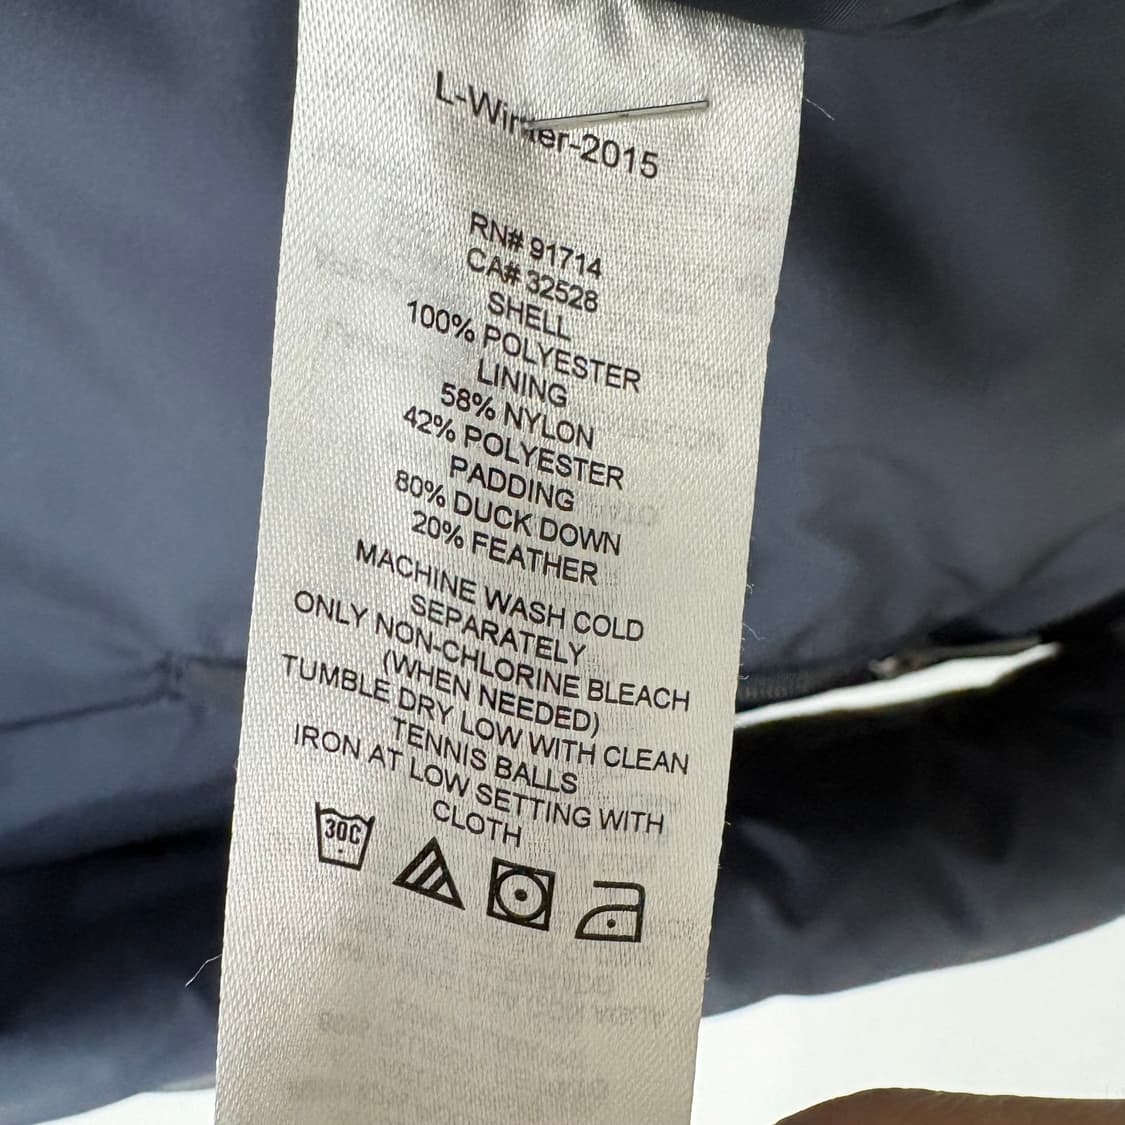 L-Winter-2015
RN# 91714
CA# 32528
SHELL
100% POLYESTER
LINING
58% NYLON
42% POLYESTER
PADDING
80% DUCK DOWN
20% FEATHER
MACHINE WASH COLD
SEPARATELY
ONLY NON-CHLORINE BLEACH
(WHEN NEEDED)
TUMBLE DRY LOW WITH CLEAN
TENNIS BALLS
IRON AT LOW SETTING WITH
CLOTH
30C